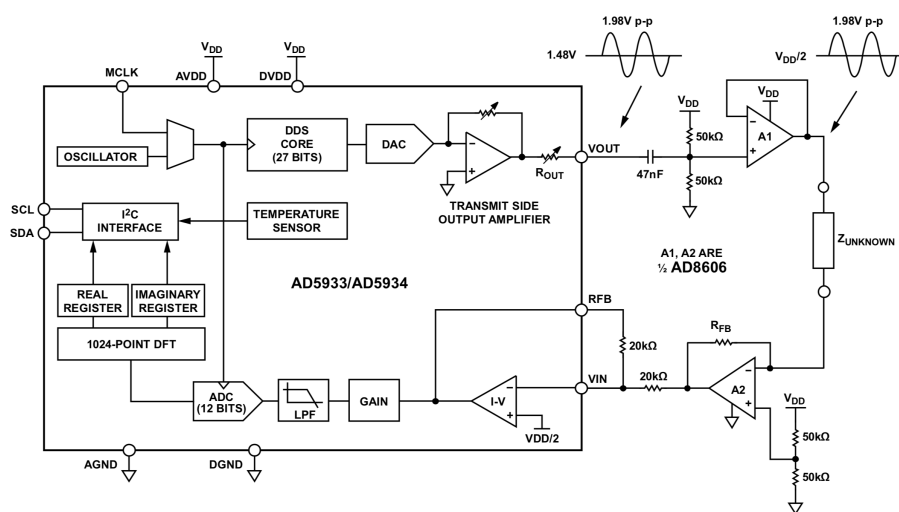 1.98V p-p
1.98V p-p
1.48V
VDD/2
MCLK
VDD
VDD
AVDD
DVDD
VDD
VDD
50kΩ
50kΩ
A1
OSCILLATOR
DDS
CORE
(27 BITS)
DAC
ROUT
VOUT
47nF
TRANSMIT SIDE
OUTPUT AMPLIFIER
SCL
SDA
I2C
INTERFACE
TEMPERATURE
SENSOR
ZUNKNOWN
A1, A2 ARE
½ AD8606
AD5933/AD5934
REAL
REGISTER
IMAGINARY
REGISTER
1024-POINT DFT
RFB
20kΩ
RFB
VIN
20kΩ
A2
ADC
(12 BITS)
LPF
GAIN
I-V
VDD/2
VDD
50kΩ
50kΩ
AGND
DGND